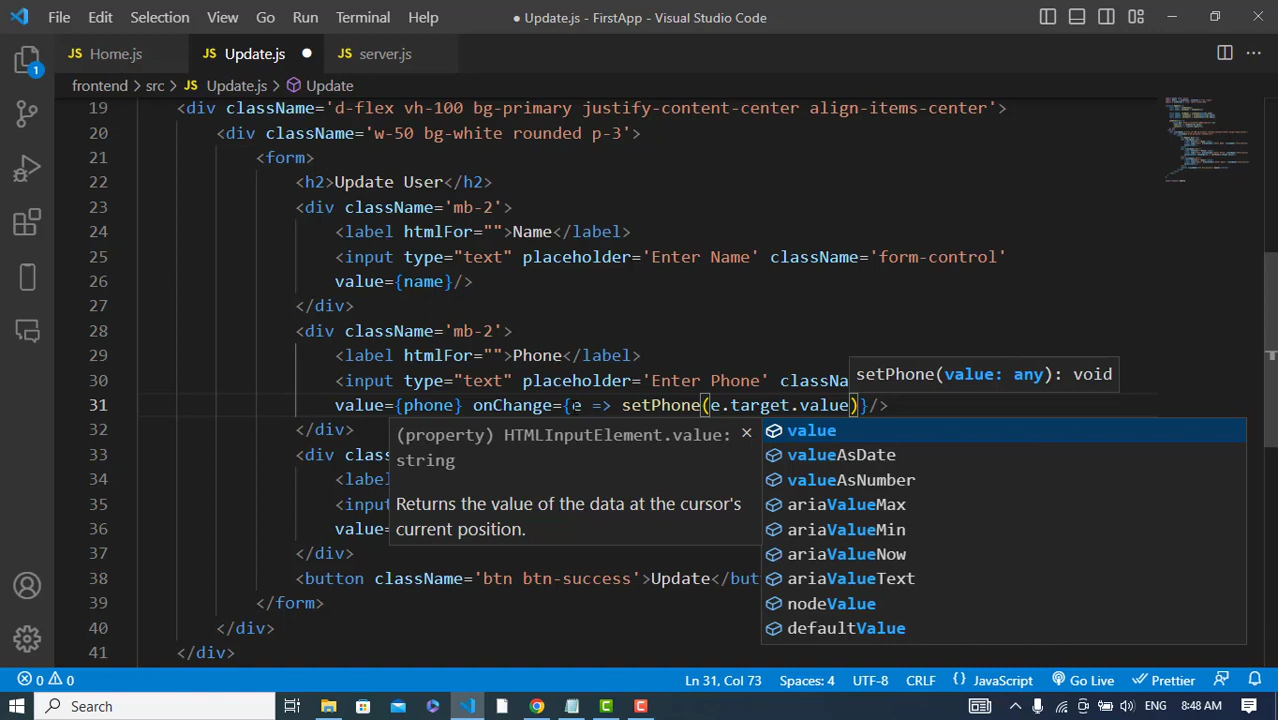 File Edit Selection View Go Run Terminal Help ● Update.js - FirstApp - Visual Studio Code
JS Home.js JS Update.js ● JS server.js
1
frontend > src > JS Update.js > Update
19 <div className='d-flex vh-100 bg-primary justify-content-center align-items-center'>
20 <div className='w-50 bg-white rounded p-3'>
21 <form>
22 <h2>Update User</h2>
23 <div className='mb-2'>
24 <label htmlFor="">Name</label>
25 <input type="text" placeholder='Enter Name' className='form-control'
26 value={name}/>
27 </div>
28 <div className='mb-2'>
29 <label htmlFor="">Phone</label>
setPhone(value: any): void
30 <input type="text" placeholder='Enter Phone' classNa
31 value={phone} onChange={e => setPhone(e.target.value)}/>
32 </div>
(property) HTMLInputElement.value: string
Returns the value of the data at the cursor's current position.
value
valueAsDate
valueAsNumber
ariaValueMax
ariaValueMin
ariaValueNow
ariaValueText
nodeValue
defaultValue
33 <div clas
34 <label
35 <input
36 value=
37 </div>
38 <button className='btn btn-success'>Update</but
39 </form>
40 </div>
41 </div>
0 0 Ln 31, Col 73 Spaces: 4 UTF-8 CRLF {} JavaScript Go Live Prettier
Search ENG 8:48 AM